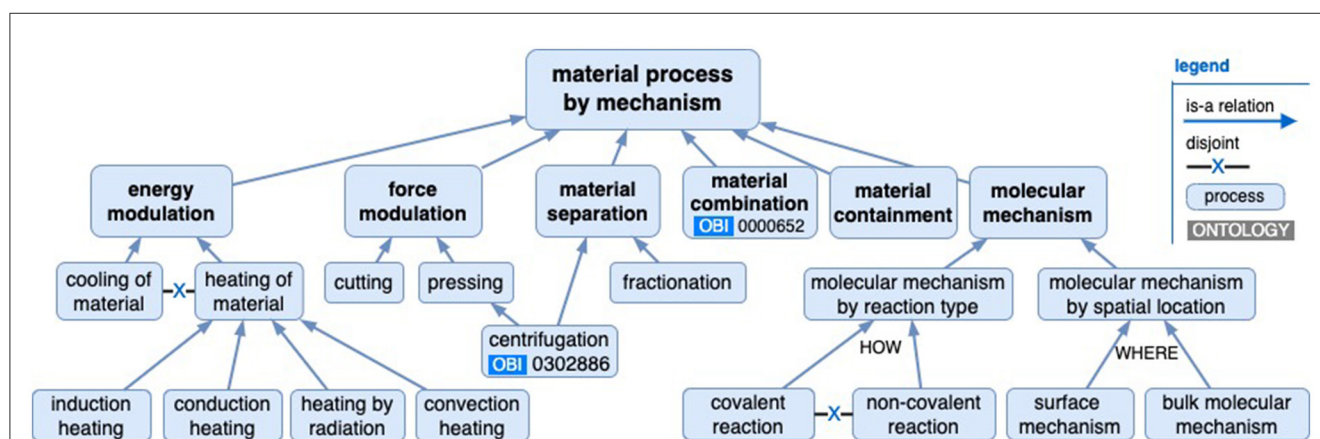 material process
by mechanism
legend
is-a relation
disjoint
X
process
ONTOLOGY
energy
modulation
force
modulation
material
separation
material
combination
OBI 0000652
material
containment
molecular
mechanism
cooling of
material
X
heating of
material
cutting
pressing
fractionation
centrifugation
OBI 0302886
molecular mechanism
by reaction type
molecular mechanism
by spatial location
HOW
WHERE
induction
heating
conduction
heating
heating by
radiation
convection
heating
covalent
reaction
X
non-covalent
reaction
surface
mechanism
bulk molecular
mechanism